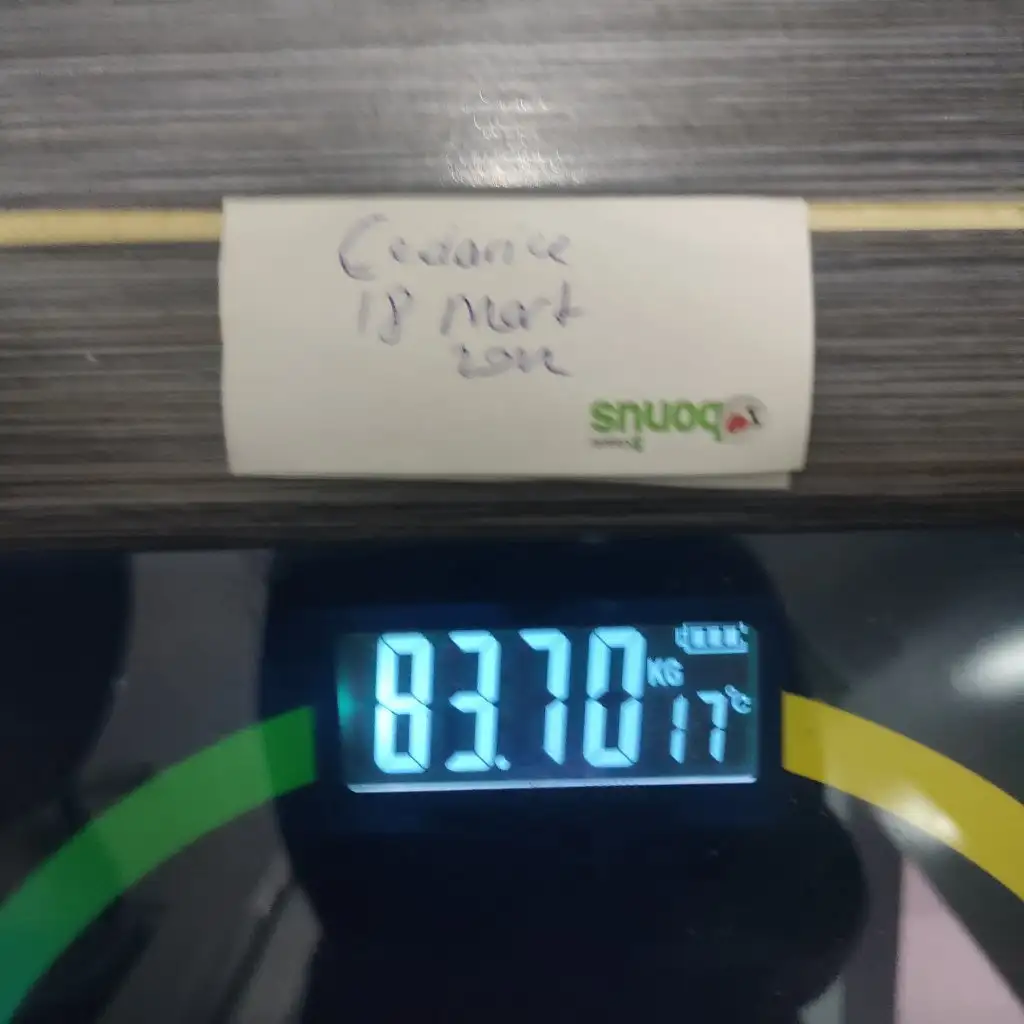 18 Mart
bonus
83.70 KG
17 °C